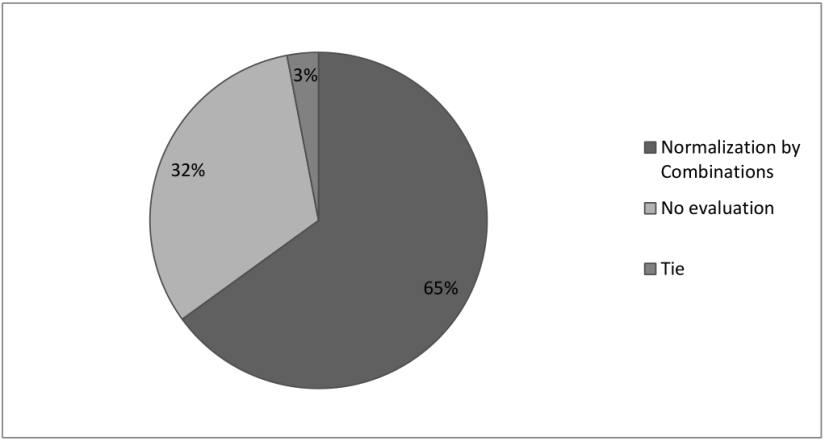 3%
32%
65%
Normalization by
Combinations
No evaluation
Tie